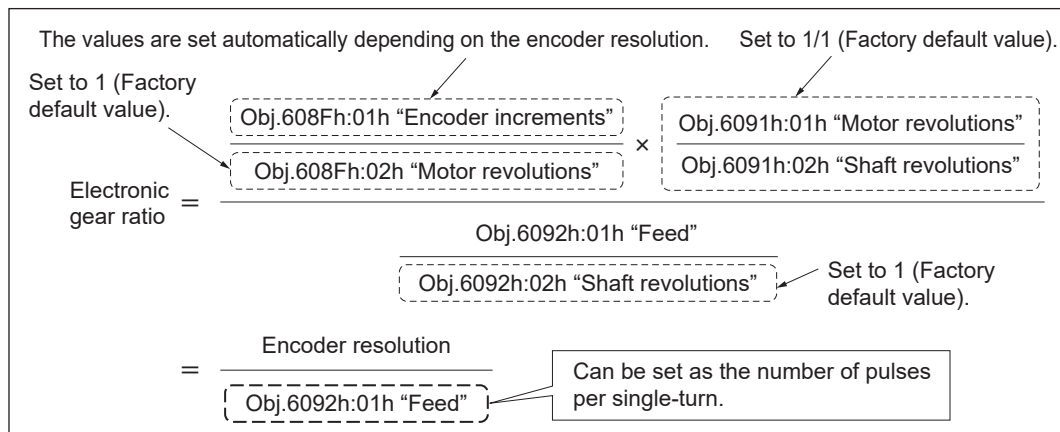 The values are set automatically depending on the encoder resolution.
Set to 1/1 (Factory default value).
Set to 1 (Factory
default value).
Obj.608Fh:01h “Encoder increments”
Obj.608Fh:02h “Motor revolutions”
×
Obj.6091h:01h “Motor revolutions”
Obj.6091h:02h “Shaft revolutions”
Electronic
gear ratio
=
Obj.6092h:01h “Feed”
Obj.6092h:02h “Shaft revolutions”
Set to 1 (Factory
default value).
=
Encoder resolution
Obj.6092h:01h “Feed”
Can be set as the number of pulses
per single-turn.